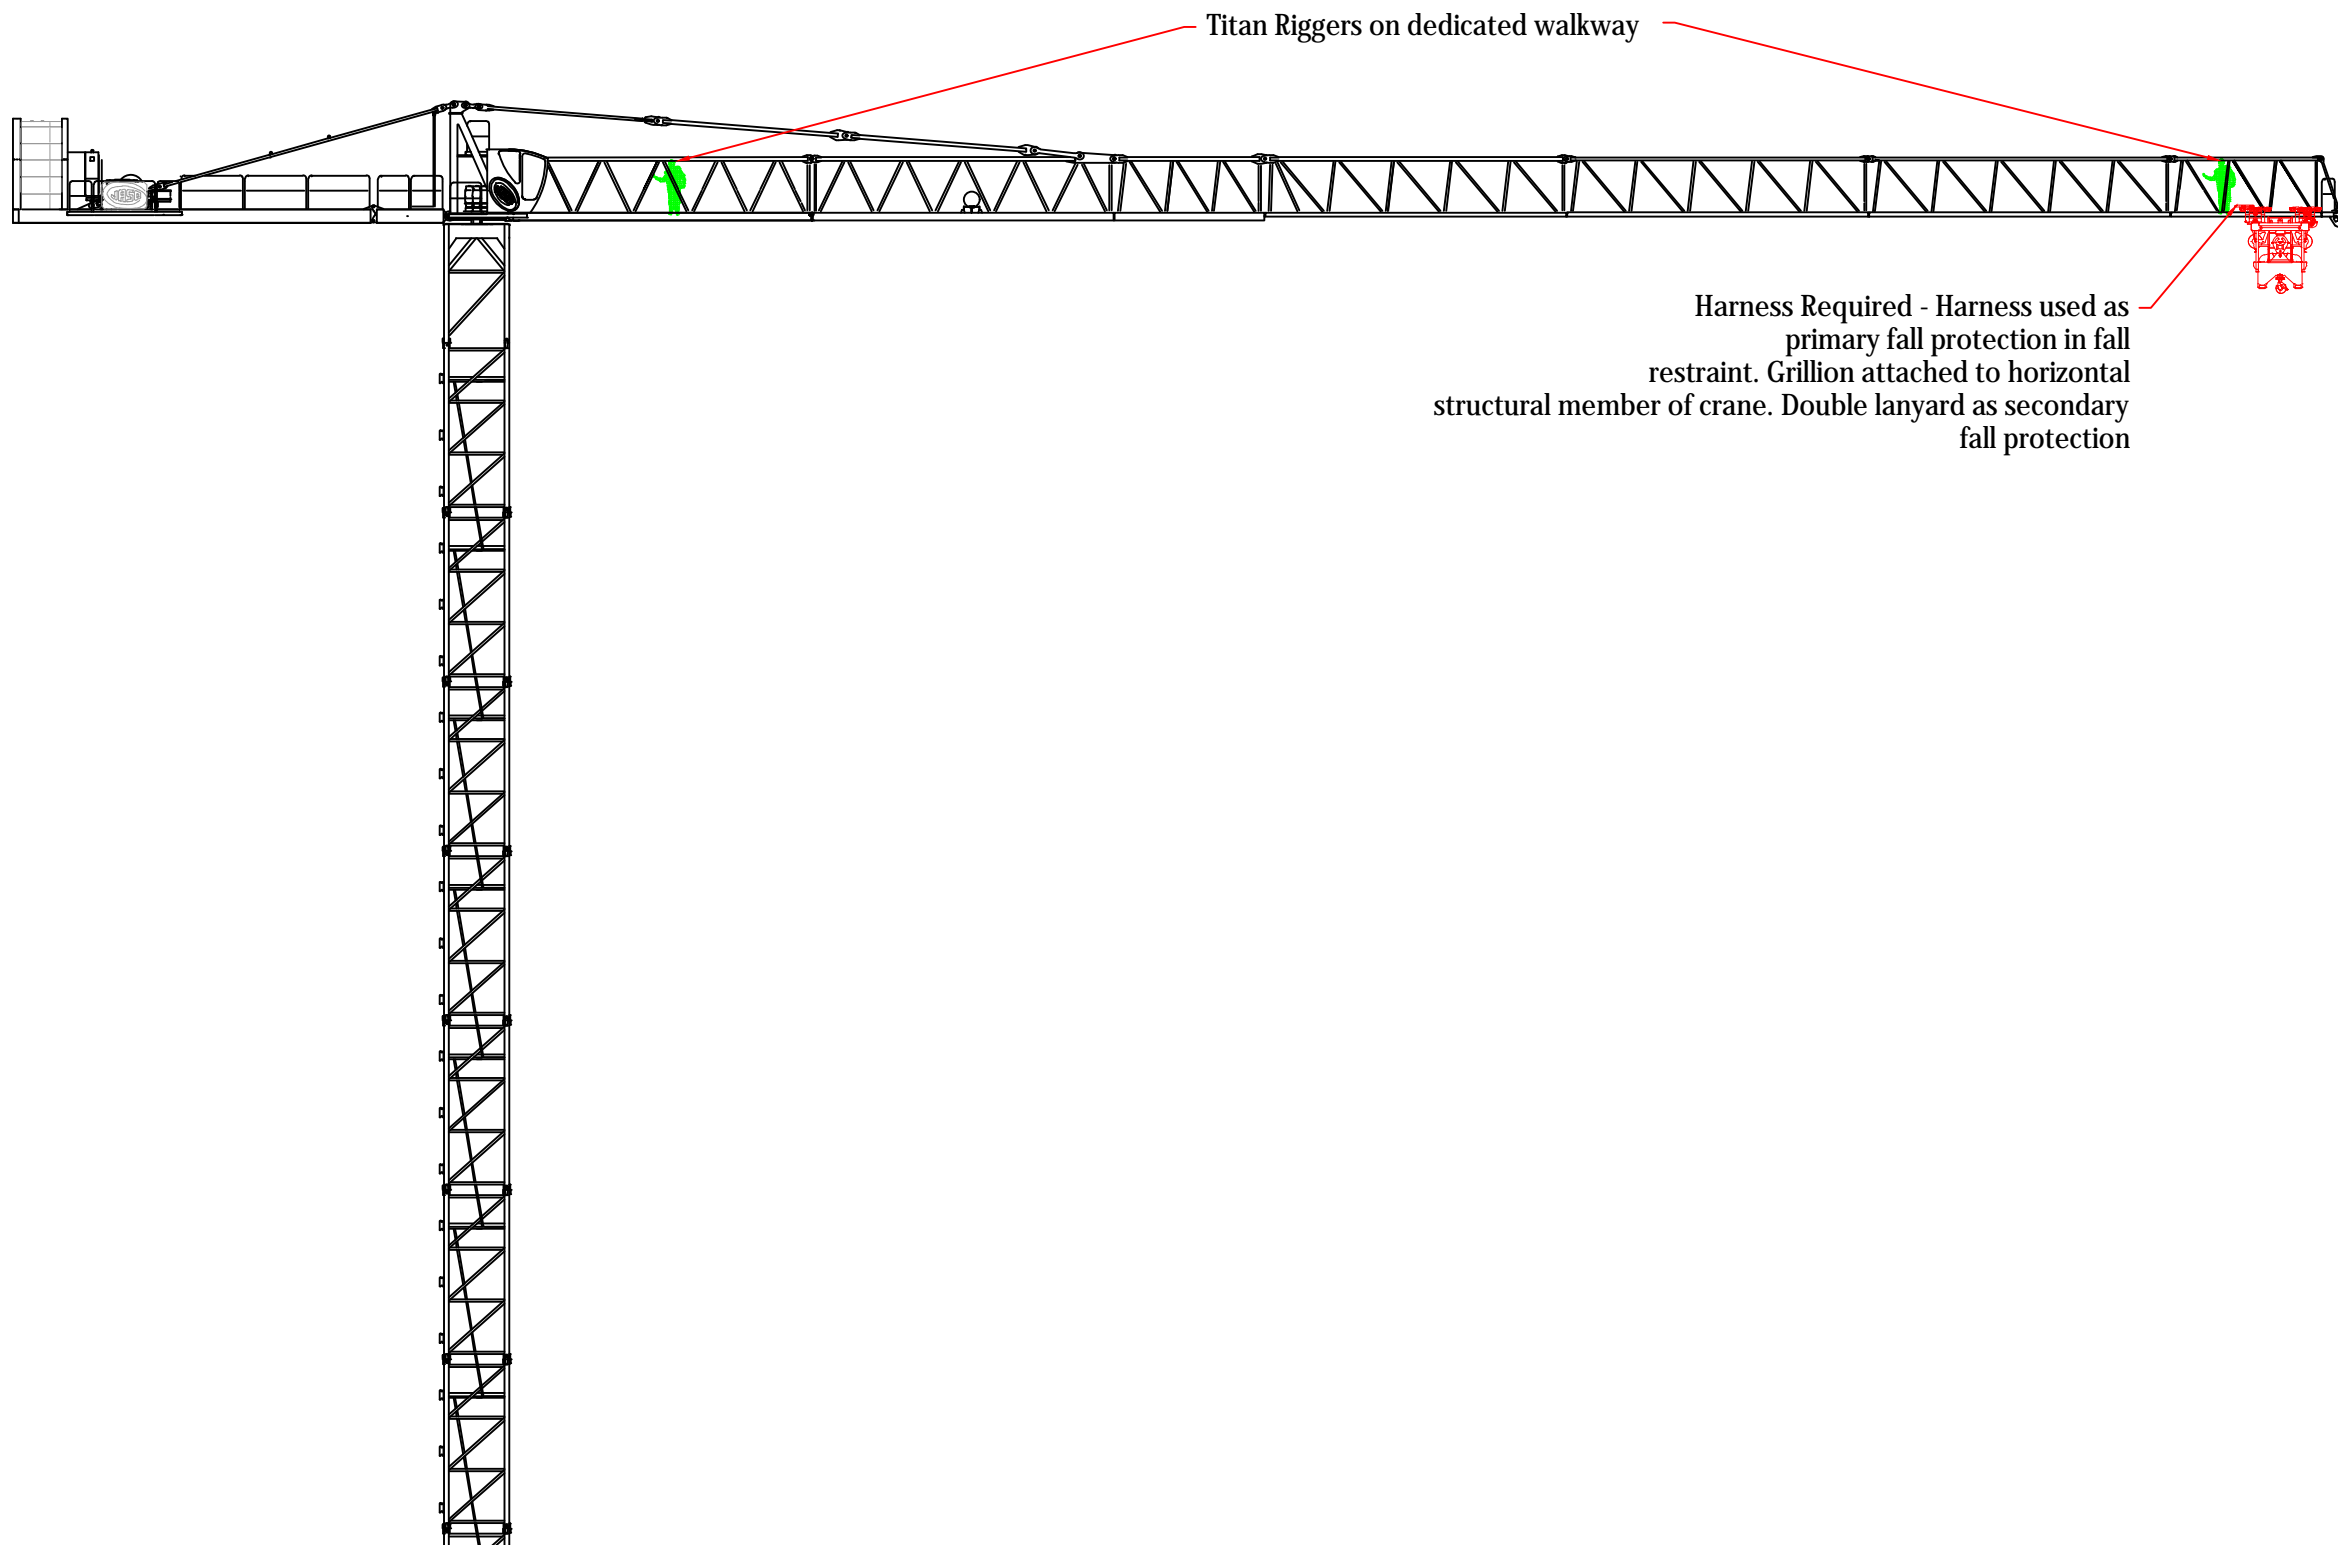 Titan Riggers on dedicated walkway
JASO
Harness Required - Harness used as
primary fall protection in fall
restraint. Grillion attached to horizontal
structural member of crane. Double lanyard as secondary
fall protection